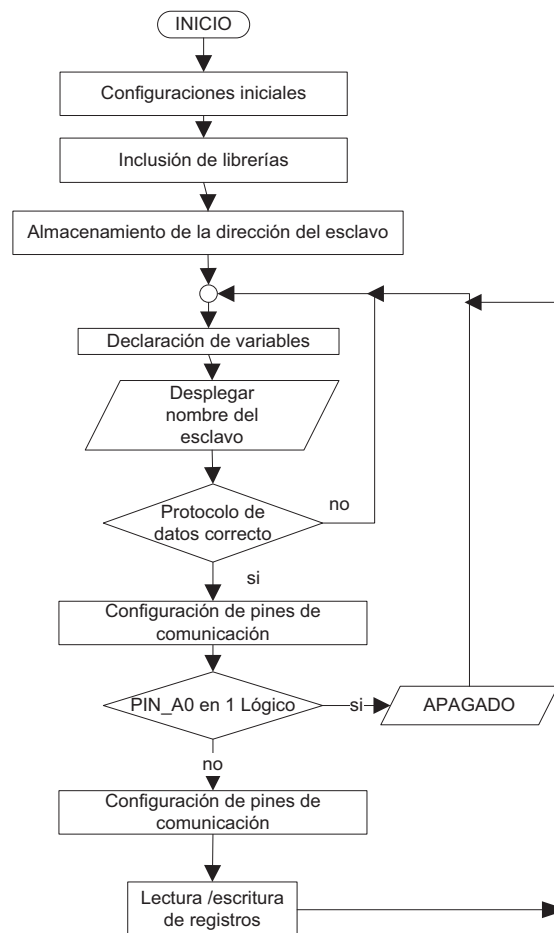 INICIO
Configuraciones iniciales
Inclusión de librerías
Almacenamiento de la dirección del esclavo
Declaración de variables
Desplegar
nombre del
esclavo
Protocolo de
datos correcto
no
si
Configuración de pines de
comunicación
PIN_A0 en 1 Lógico
si
APAGADO
no
Configuración de pines de
comunicación
Lectura /escritura
de registros